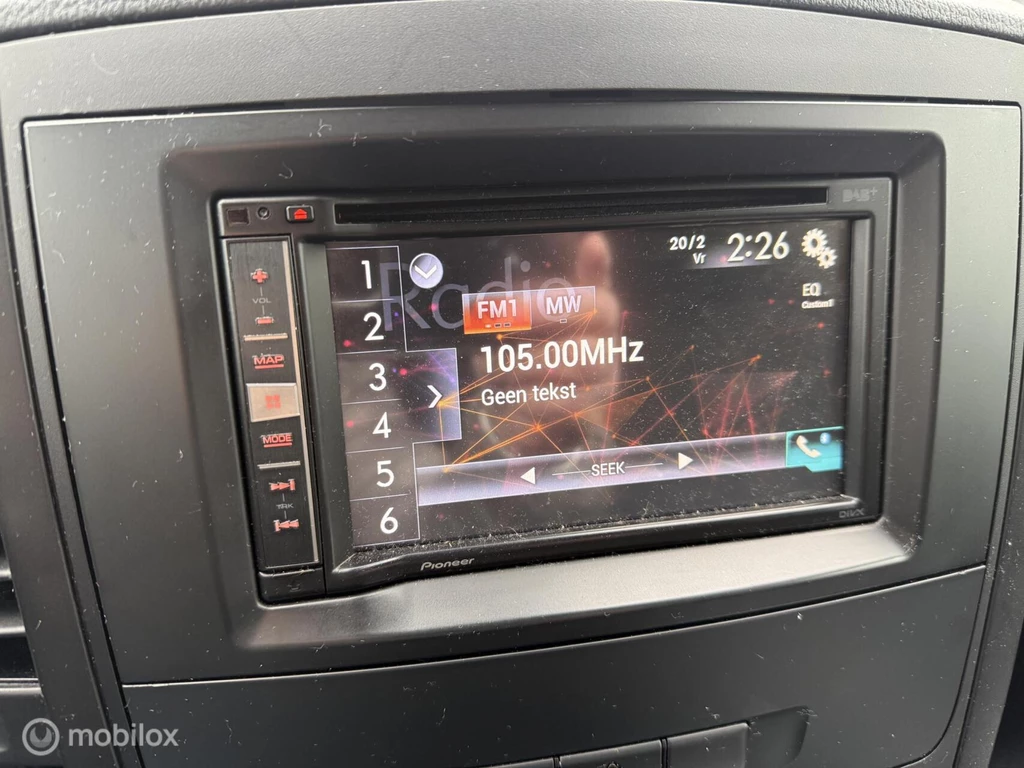 DAB+
20/2
Vr
2:26
EQ
Custom1
Radio
FM1
MW
105.00MHz
Geen tekst
SEEK
1
2
3
4
5
6
VOL
MAP
MODE
TRK
Pioneer
DIVX
mobilox